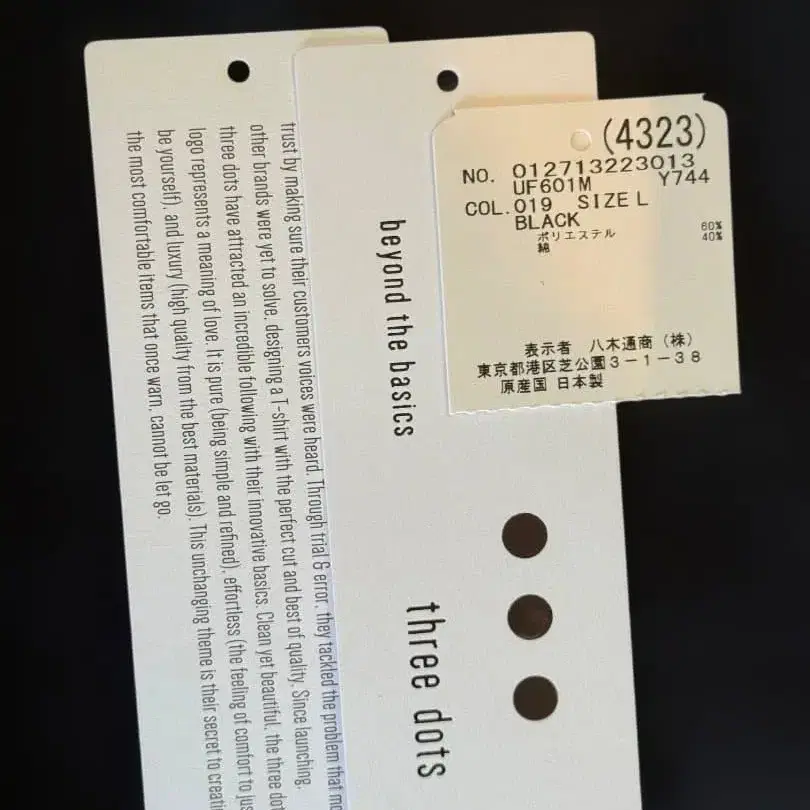 trust by making sure their customers voices were heard. Through trial & error, they tackled the problem that
other brands were yet to solve, designing a T-shirt with the perfect cut and best of quality. Since launching,
three dots have attracted an incredible following with their innovative basics. Clean yet beautiful, the three
logo represents a meaning of love. It is pure (being simple and refined), effortless (the feeling of comfort to
be yourself), and luxury (high quality from the best materials). This unchanging theme is their secret to
the most comfortable items that once warn, cannot be let go.
beyond the basics
three dots
(4323)
NO. 012713223013
UF601M Y744
COL.019 SIZE L
BLACK
ポリエステル 60%
綿 40%
表示者 八木通商(株)
東京都港区芝公園3-1-38
原産国 日本製